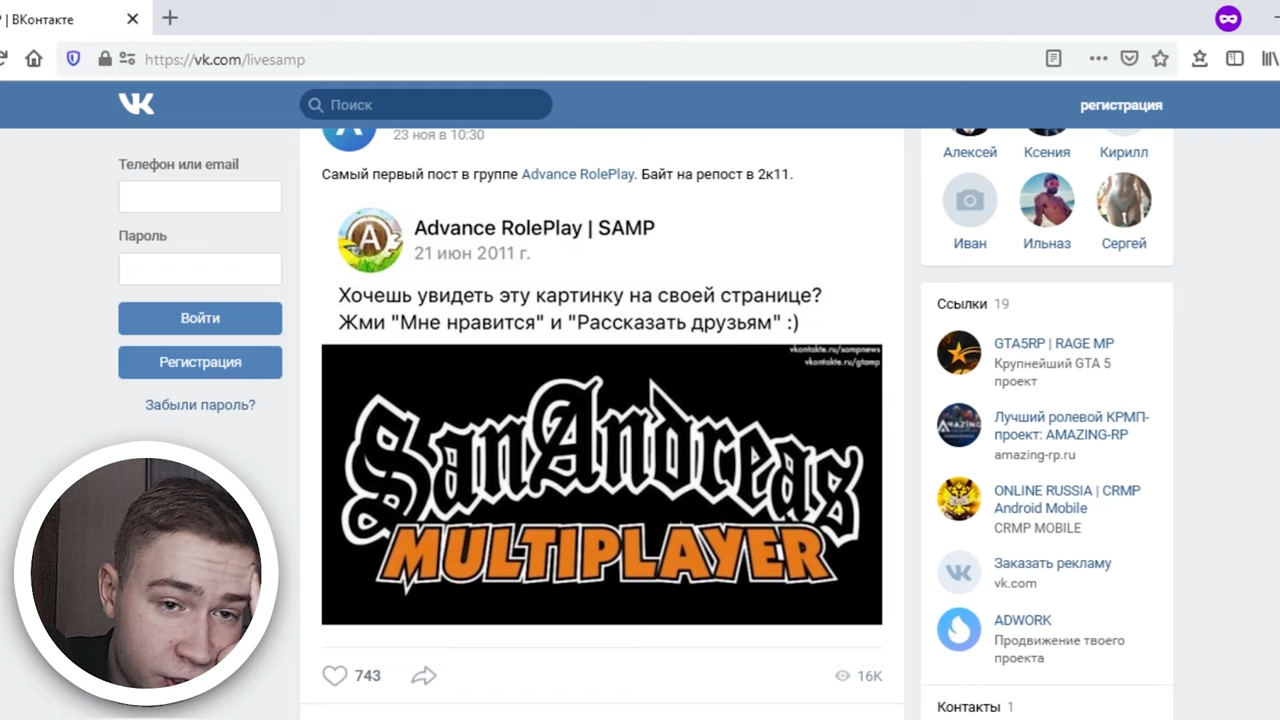 | ВКонтакте
https://vk.com/livesamp
Поиск
регистрация
Телефон или email
Пароль
Войти
Регистрация
Забыли пароль?
23 ноя в 10:30
Самый первый пост в группе Advance RolePlay. Байт на репост в 2к11.
Advance RolePlay | SAMP
21 июн 2011 г.
Хочешь увидеть эту картинку на своей странице?
Жми "Мне нравится" и "Рассказать друзьям" :)
vkontakte.ru/sampnews
vkontakte.ru/gtamp
San Andreas
MULTIPLAYER
743
16K
Алексей
Ксения
Кирилл
Иван
Ильназ
Сергей
Ссылки 19
GTA5RP | RAGE MP
Крупнейший GTA 5
проект
Лучший ролевой КРМП-
проект: AMAZING-RP
amazing-rp.ru
AMAZING
ONLINE RUSSIA | CRMP
Android Mobile
CRMP MOBILE
Заказать рекламу
vk.com
ADWORK
Продвижение твоего
проекта
Контакты 1